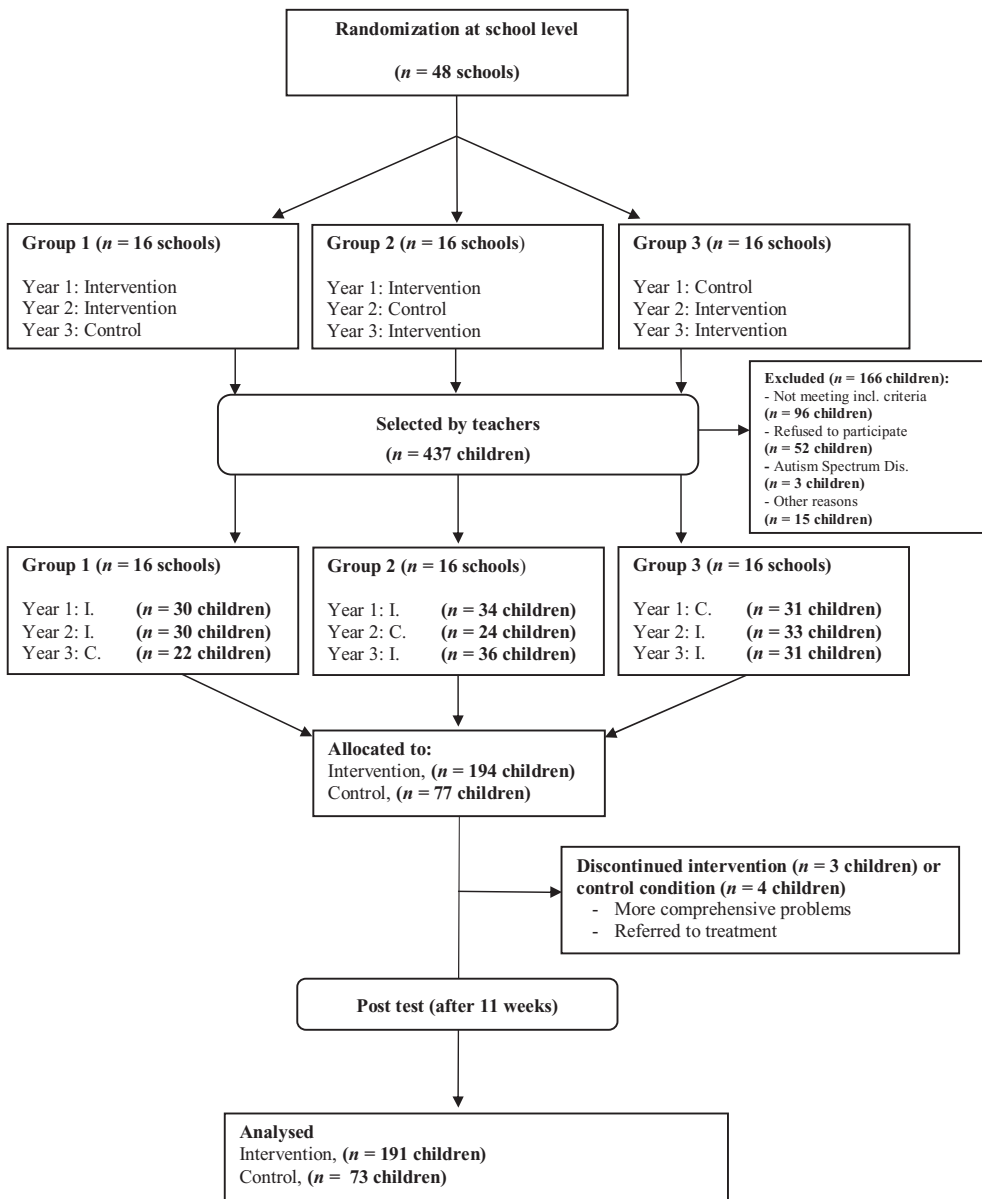 Randomization at school level
(n = 48 schools)
Group 1 (n = 16 schools)
Year 1: Intervention
Year 2: Intervention
Year 3: Control
Group 2 (n = 16 schools)
Year 1: Intervention
Year 2: Control
Year 3: Intervention
Group 3 (n = 16 schools)
Year 1: Control
Year 2: Intervention
Year 3: Intervention
Excluded (n = 166 children):
- Not meeting incl. criteria
(n = 96 children)
- Refused to participate
(n = 52 children)
- Autism Spectrum Dis.
(n = 3 children)
- Other reasons
(n = 15 children)
Selected by teachers
(n = 437 children)
Group 1 (n = 16 schools)
Year 1: I. (n = 30 children)
Year 2: I. (n = 30 children)
Year 3: C. (n = 22 children)
Group 2 (n = 16 schools)
Year 1: I. (n = 34 children)
Year 2: C. (n = 24 children)
Year 3: I. (n = 36 children)
Group 3 (n = 16 schools)
Year 1: C. (n = 31 children)
Year 2: I. (n = 33 children)
Year 3: I. (n = 31 children)
Allocated to:
Intervention, (n = 194 children)
Control, (n = 77 children)
Discontinued intervention (n = 3 children) or
control condition (n = 4 children)
- More comprehensive problems
- Referred to treatment
Post test (after 11 weeks)
Analysed
Intervention, (n = 191 children)
Control, (n = 73 children)